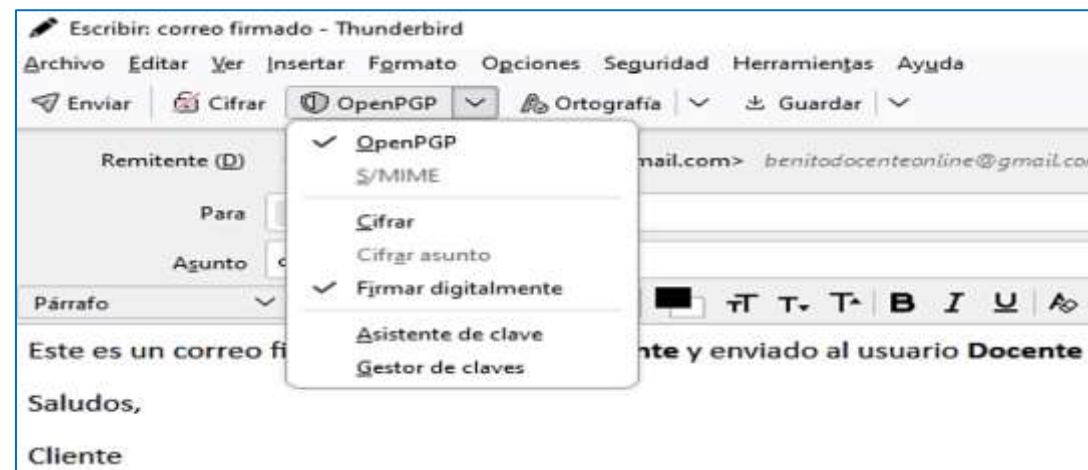 Escribir: correo firmado - Thunderbird
Archivo Editar Ver Insertar Formato Opciones Seguridad Herramientas Ayuda
Enviar Cifrar OpenPGP Ortografía Guardar
OpenPGP
Remitente (D) mail.com> benitodocenteonline@gmail.co
S/MIME
Para
Cifrar
Asunto
Cifrar asunto
Firmar digitalmente
Párrafo B I U
Asistente de clave
Este es un correo fi nte y enviado al usuario Docente
Gestor de claves
Saludos,
Cliente